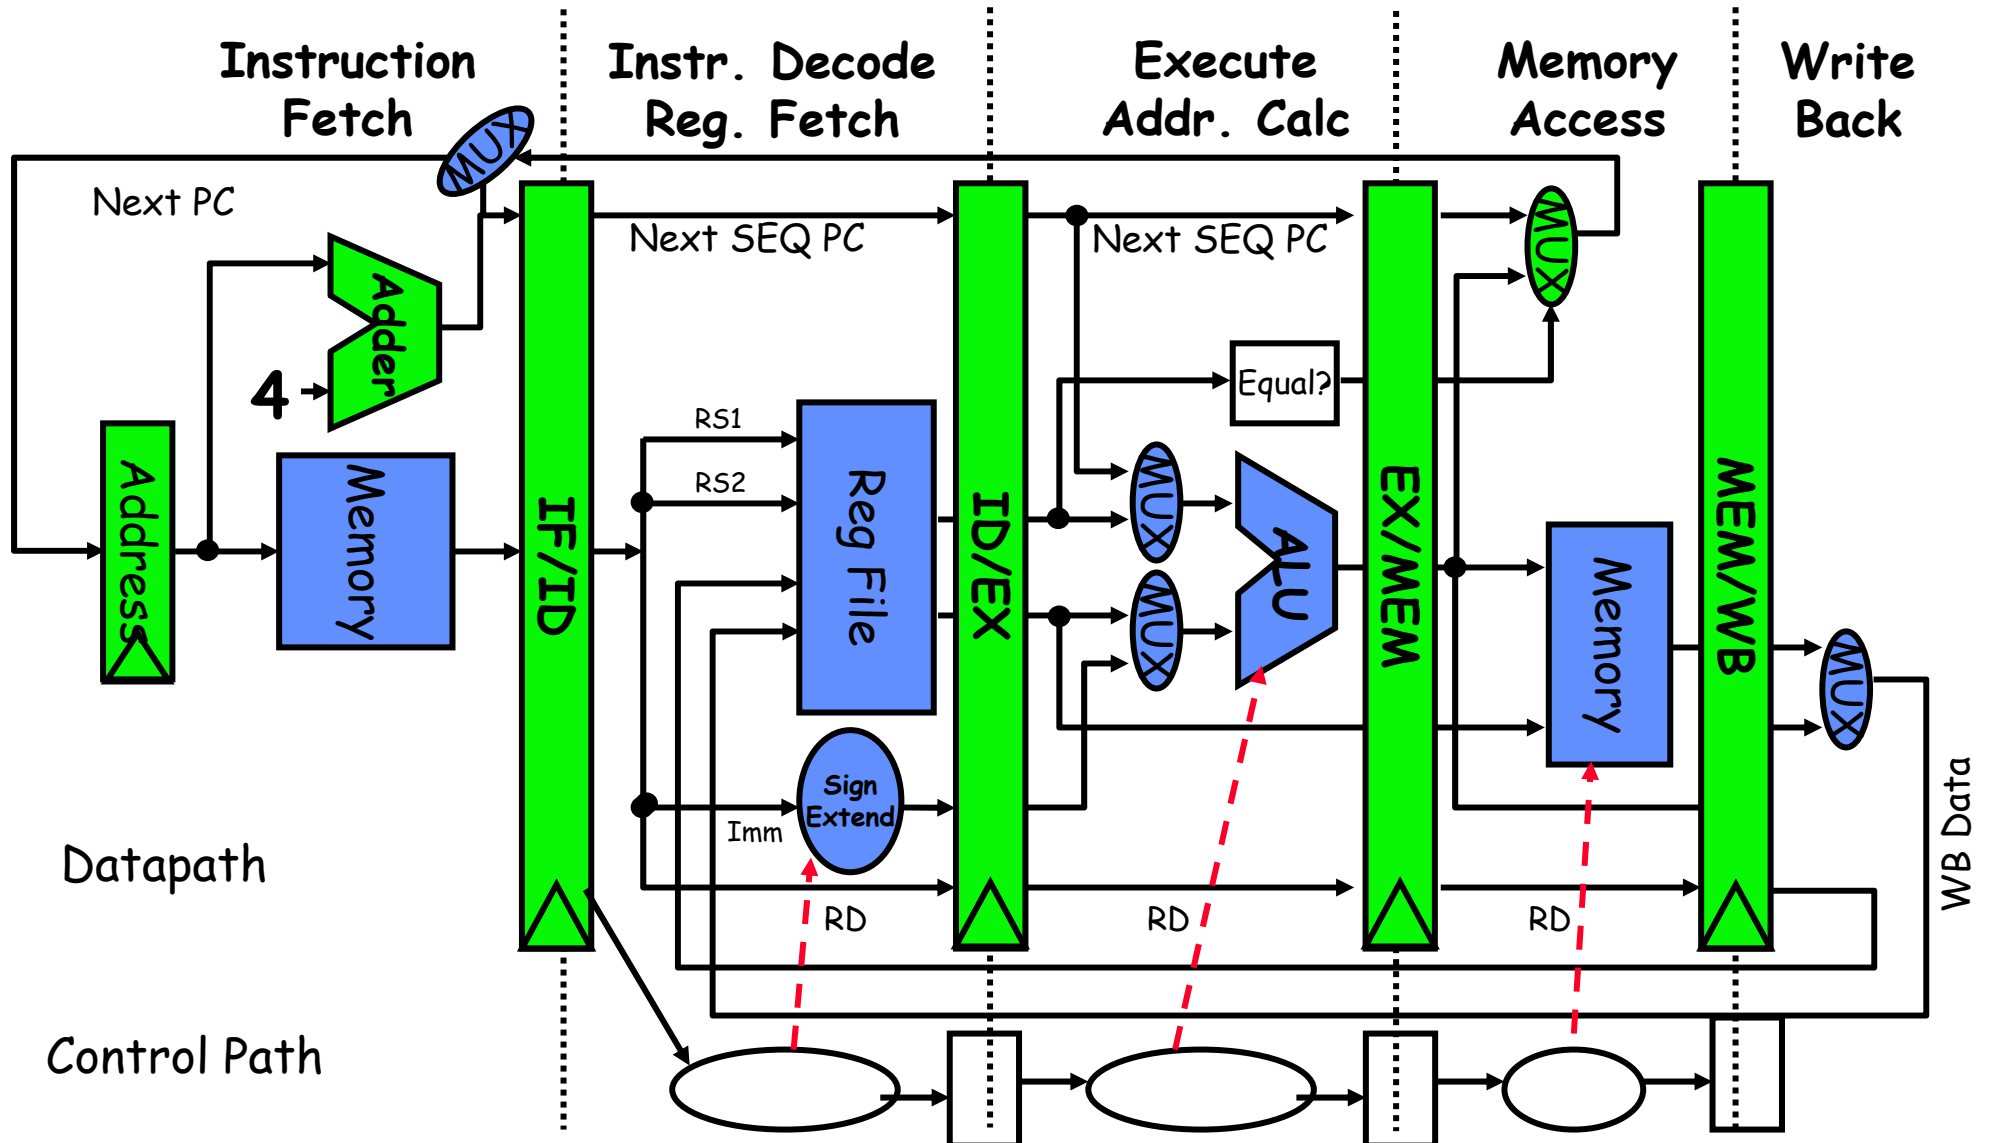 Instruction
Fetch
Instr. Decode
Reg. Fetch
Execute
Addr. Calc
Memory
Access
Write
Back
MUX
Next PC
Next SEQ PC
Next SEQ PC
MUX
Adder
4
Equal?
RS1
RS2
Address
Memory
IF/ID
Reg File
ID/EX
MUX
MUX
ALU
EX/MEM
Memory
MEM/WB
MUX
Sign
Extend
Imm
WB Data
Datapath
RD
RD
RD
Control Path